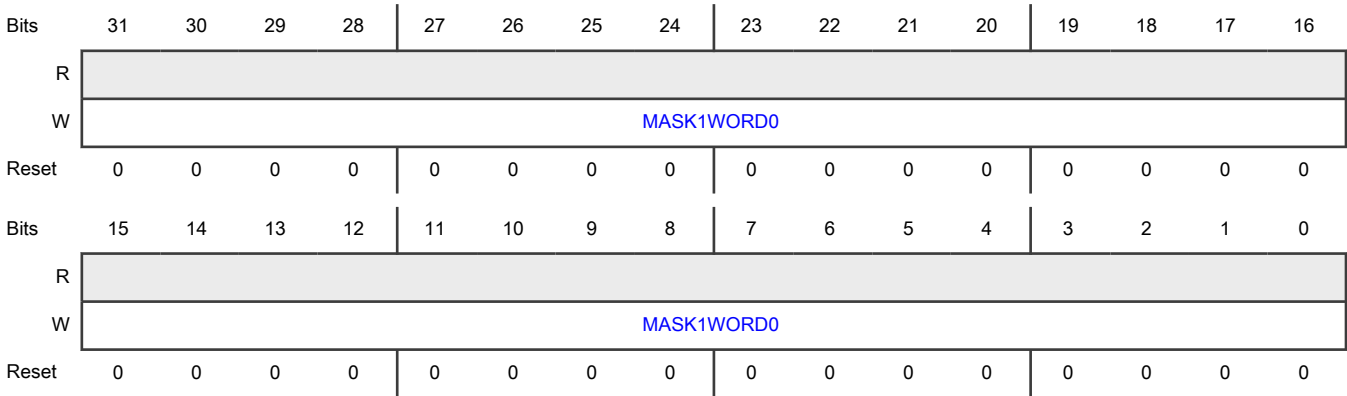 Bits 31 30 29 28 27 26 25 24 23 22 21 20 19 18 17 16
R
W MASK1WORD0
Reset 0 0 0 0 0 0 0 0 0 0 0 0 0 0 0 0
Bits 15 14 13 12 11 10 9 8 7 6 5 4 3 2 1 0
R
W MASK1WORD0
Reset 0 0 0 0 0 0 0 0 0 0 0 0 0 0 0 0